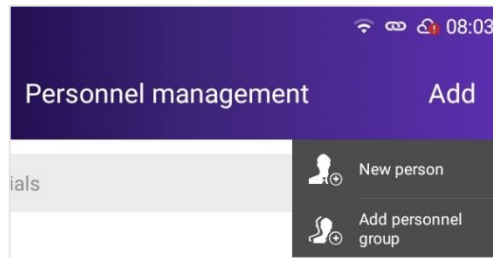 08:03
Personnel management
Add
ials
New person
Add personnel
group